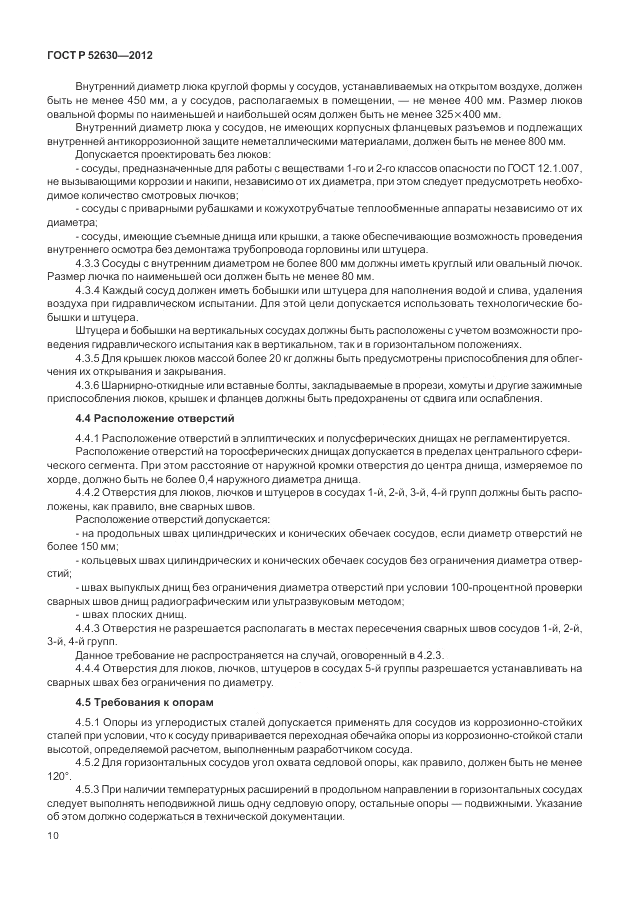 ГОСТ Р 52630—2012
Внутренний диаметр люка круглой формы у сосудов, устанавливаемых на открытом воздухе, должен
быть не менее 450 мм, а у сосудов, располагаемых в помещении, — не менее 400 мм. Размер люков
овальной формы по наименьшей и наибольшей осям должен быть не менее 325×400 мм.
Внутренний диаметр люка у сосудов, не имеющих корпусных фланцевых разъемов и подлежащих
внутренней антикоррозионной защите неметаллическими материалами, должен быть не менее 800 мм.
Допускается проектировать без люков:
- сосуды, предназначенные для работы с веществами 1-го и 2-го классов опасности по ГОСТ 12.1.007,
не вызывающими коррозии и накипи, независимо от их диаметра, при этом следует предусмотреть необхо-
димое количество смотровых лючков;
- сосуды с приварными рубашками и кожухотрубчатые теплообменные аппараты независимо от их
диаметра;
- сосуды, имеющие съемные днища или крышки, а также обеспечивающие возможность проведения
внутреннего осмотра без демонтажа трубопровода горловины или штуцера.
4.3.3 Сосуды с внутренним диаметром не более 800 мм должны иметь круглый или овальный лючок.
Размер лючка по наименьшей оси должен быть не менее 80 мм.
4.3.4 Каждый сосуд должен иметь бобышки или штуцера для наполнения водой и слива, удаления
воздуха при гидравлическом испытании. Для этой цели допускается использовать технологические бо-
бышки и штуцера.
Штуцера и бобышки на вертикальных сосудах должны быть расположены с учетом возможности про-
ведения гидравлического испытания как в вертикальном, так и в горизонтальном положениях.
4.3.5 Для крышек люков массой более 20 кг должны быть предусмотрены приспособления для облег-
чения их открывания и закрывания.
4.3.6 Шарнирно-откидные или вставные болты, закладываемые в прорези, хомуты и другие зажимные
приспособления люков, крышек и фланцев должны быть предохранены от сдвига или ослабления.
4.4 Расположение отверстий
4.4.1 Расположение отверстий в эллиптических и полусферических днищах не регламентируется.
Расположение отверстий на торосферических днищах допускается в пределах центрального сфери-
ческого сегмента. При этом расстояние от наружной кромки отверстия до центра днища, измеряемое по
хорде, должно быть не более 0,4 наружного диаметра днища.
4.4.2 Отверстия для люков, лючков и штуцеров в сосудах 1-й, 2-й, 3-й, 4-й групп должны быть распо-
ложены, как правило, вне сварных швов.
Расположение отверстий допускается:
- на продольных швах цилиндрических и конических обечаек сосудов, если диаметр отверстий не
более 150 мм;
- кольцевых швах цилиндрических и конических обечаек сосудов без ограничения диаметра отвер-
стий;
- швах выпуклых днищ без ограничения диаметра отверстий при условии 100-процентной проверки
сварных швов днищ радиографическим или ультразвуковым методом;
- швах плоских днищ.
4.4.3 Отверстия не разрешается располагать в местах пересечения сварных швов сосудов 1-й, 2-й,
3-й, 4-й групп.
Данное требование не распространяется на случай, оговоренный в 4.2.3.
4.4.4 Отверстия для люков, лючков, штуцеров в сосудах 5-й группы разрешается устанавливать на
сварных швах без ограничения по диаметру.
4.5 Требования к опорам
4.5.1 Опоры из углеродистых сталей допускается применять для сосудов из коррозионно-стойких
сталей при условии, что к сосуду приваривается переходная обечайка опоры из коррозионно-стойкой стали
высотой, определяемой расчетом, выполненным разработчиком сосуда.
4.5.2 Для горизонтальных сосудов угол охвата седловой опоры, как правило, должен быть не менее
120°.
4.5.3 При наличии температурных расширений в продольном направлении в горизонтальных сосудах
следует выполнять неподвижной лишь одну седловую опору, остальные опоры — подвижными. Указание
об этом должно содержаться в технической документации.
10